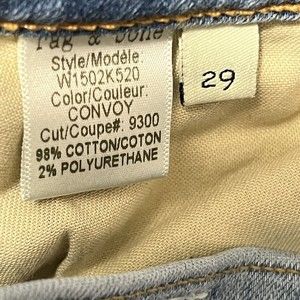 rag & bone
Style/Modèle:
W1502K520
Color/Couleur:
CONVOY
Cut/Coupe#: 9300
98% COTTON/COTON
2% POLYURETHANE
29